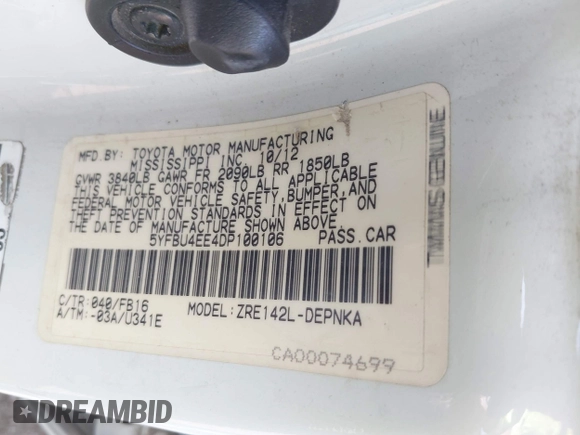 MFD.BY: TOYOTA MOTOR MANUFACTURING
MISSISSIPPI INC. 10/12
GVWR 3840LB GAWR FR 2090LB RR 1850LB
THIS VEHICLE CONFORMS TO ALL APPLICABLE
FEDERAL MOTOR VEHICLE SAFETY, BUMPER, AND
THEFT PREVENTION STANDARDS IN EFFECT ON
THE DATE OF MANUFACTURE SHOWN ABOVE.
5YFBU4EE4DP100106 PASS.CAR
C/TR:040/FB16 MODEL:ZRE142L-DEPNKA
A/TM:-03A/U341E
CA00074699
TMMMS GENUINE
DREAMBID